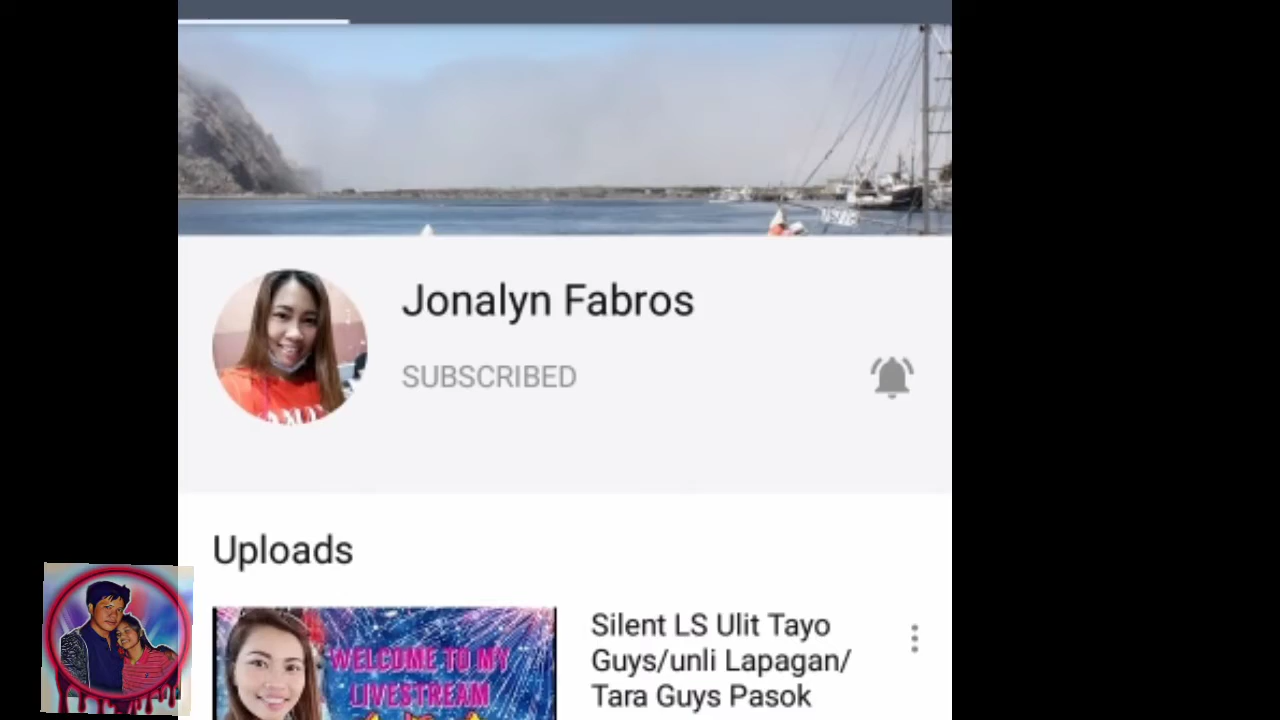 Jonalyn Fabros
SUBSCRIBED
Uploads
WELCOME TO MY
LIVESTREAM
Silent LS Ulit Tayo
Guys/unli Lapagan/
Tara Guys Pasok